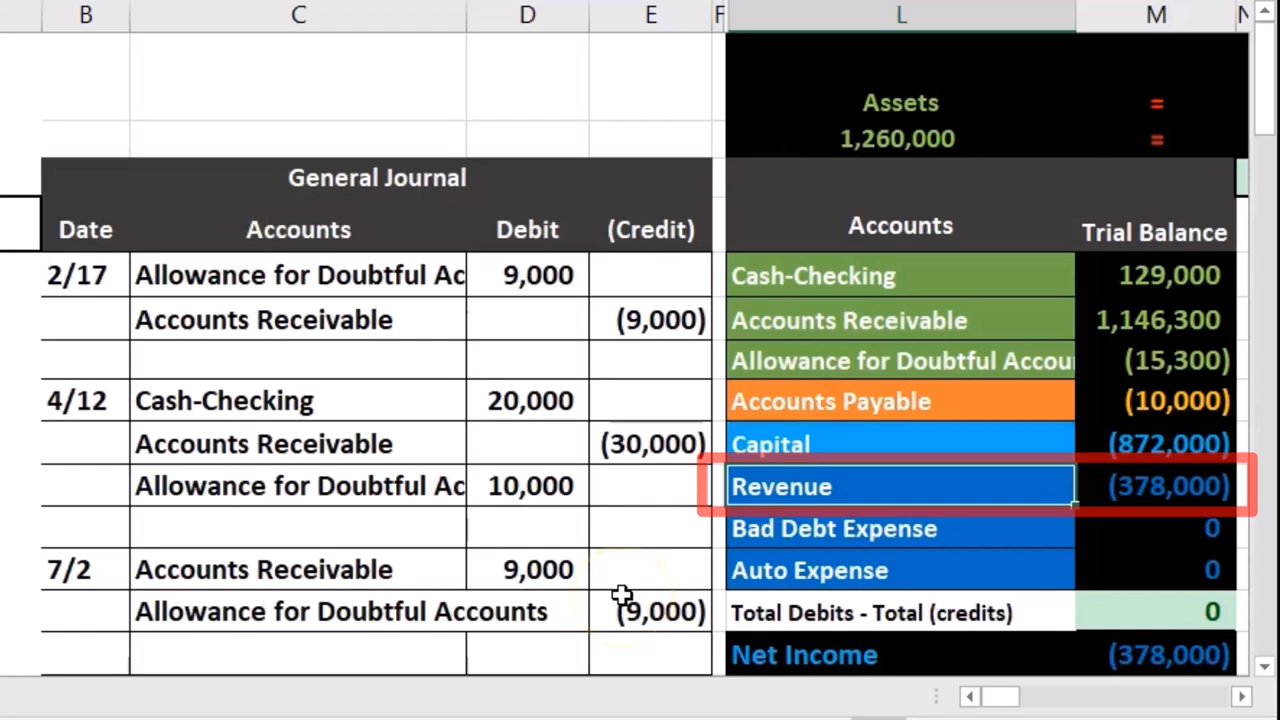 B C D E F L M N
Assets =
1,260,000 =
General Journal
Date Accounts Debit (Credit) Accounts Trial Balance
2/17 Allowance for Doubtful Ac 9,000 Cash-Checking 129,000
Accounts Receivable (9,000) Accounts Receivable 1,146,300
Allowance for Doubtful Accou (15,300)
4/12 Cash-Checking 20,000 Accounts Payable (10,000)
Accounts Receivable (30,000) Capital (872,000)
Allowance for Doubtful Ac 10,000 Revenue (378,000)
Bad Debt Expense 0
7/2 Accounts Receivable 9,000 Auto Expense 0
Allowance for Doubtful Accounts (9,000) Total Debits - Total (credits) 0
Net Income (378,000)